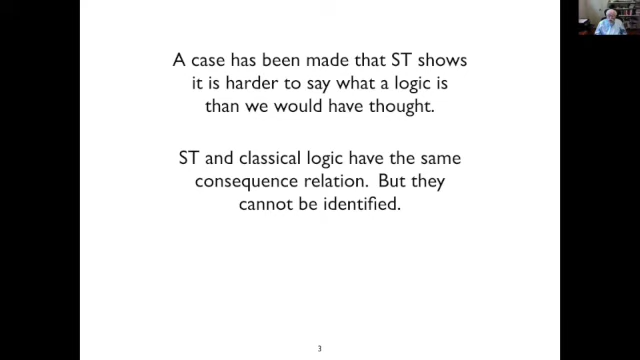 A case has been made that ST shows
it is harder to say what a logic is
than we would have thought.
ST and classical logic have the same
consequence relation. But they
cannot be identified.
3